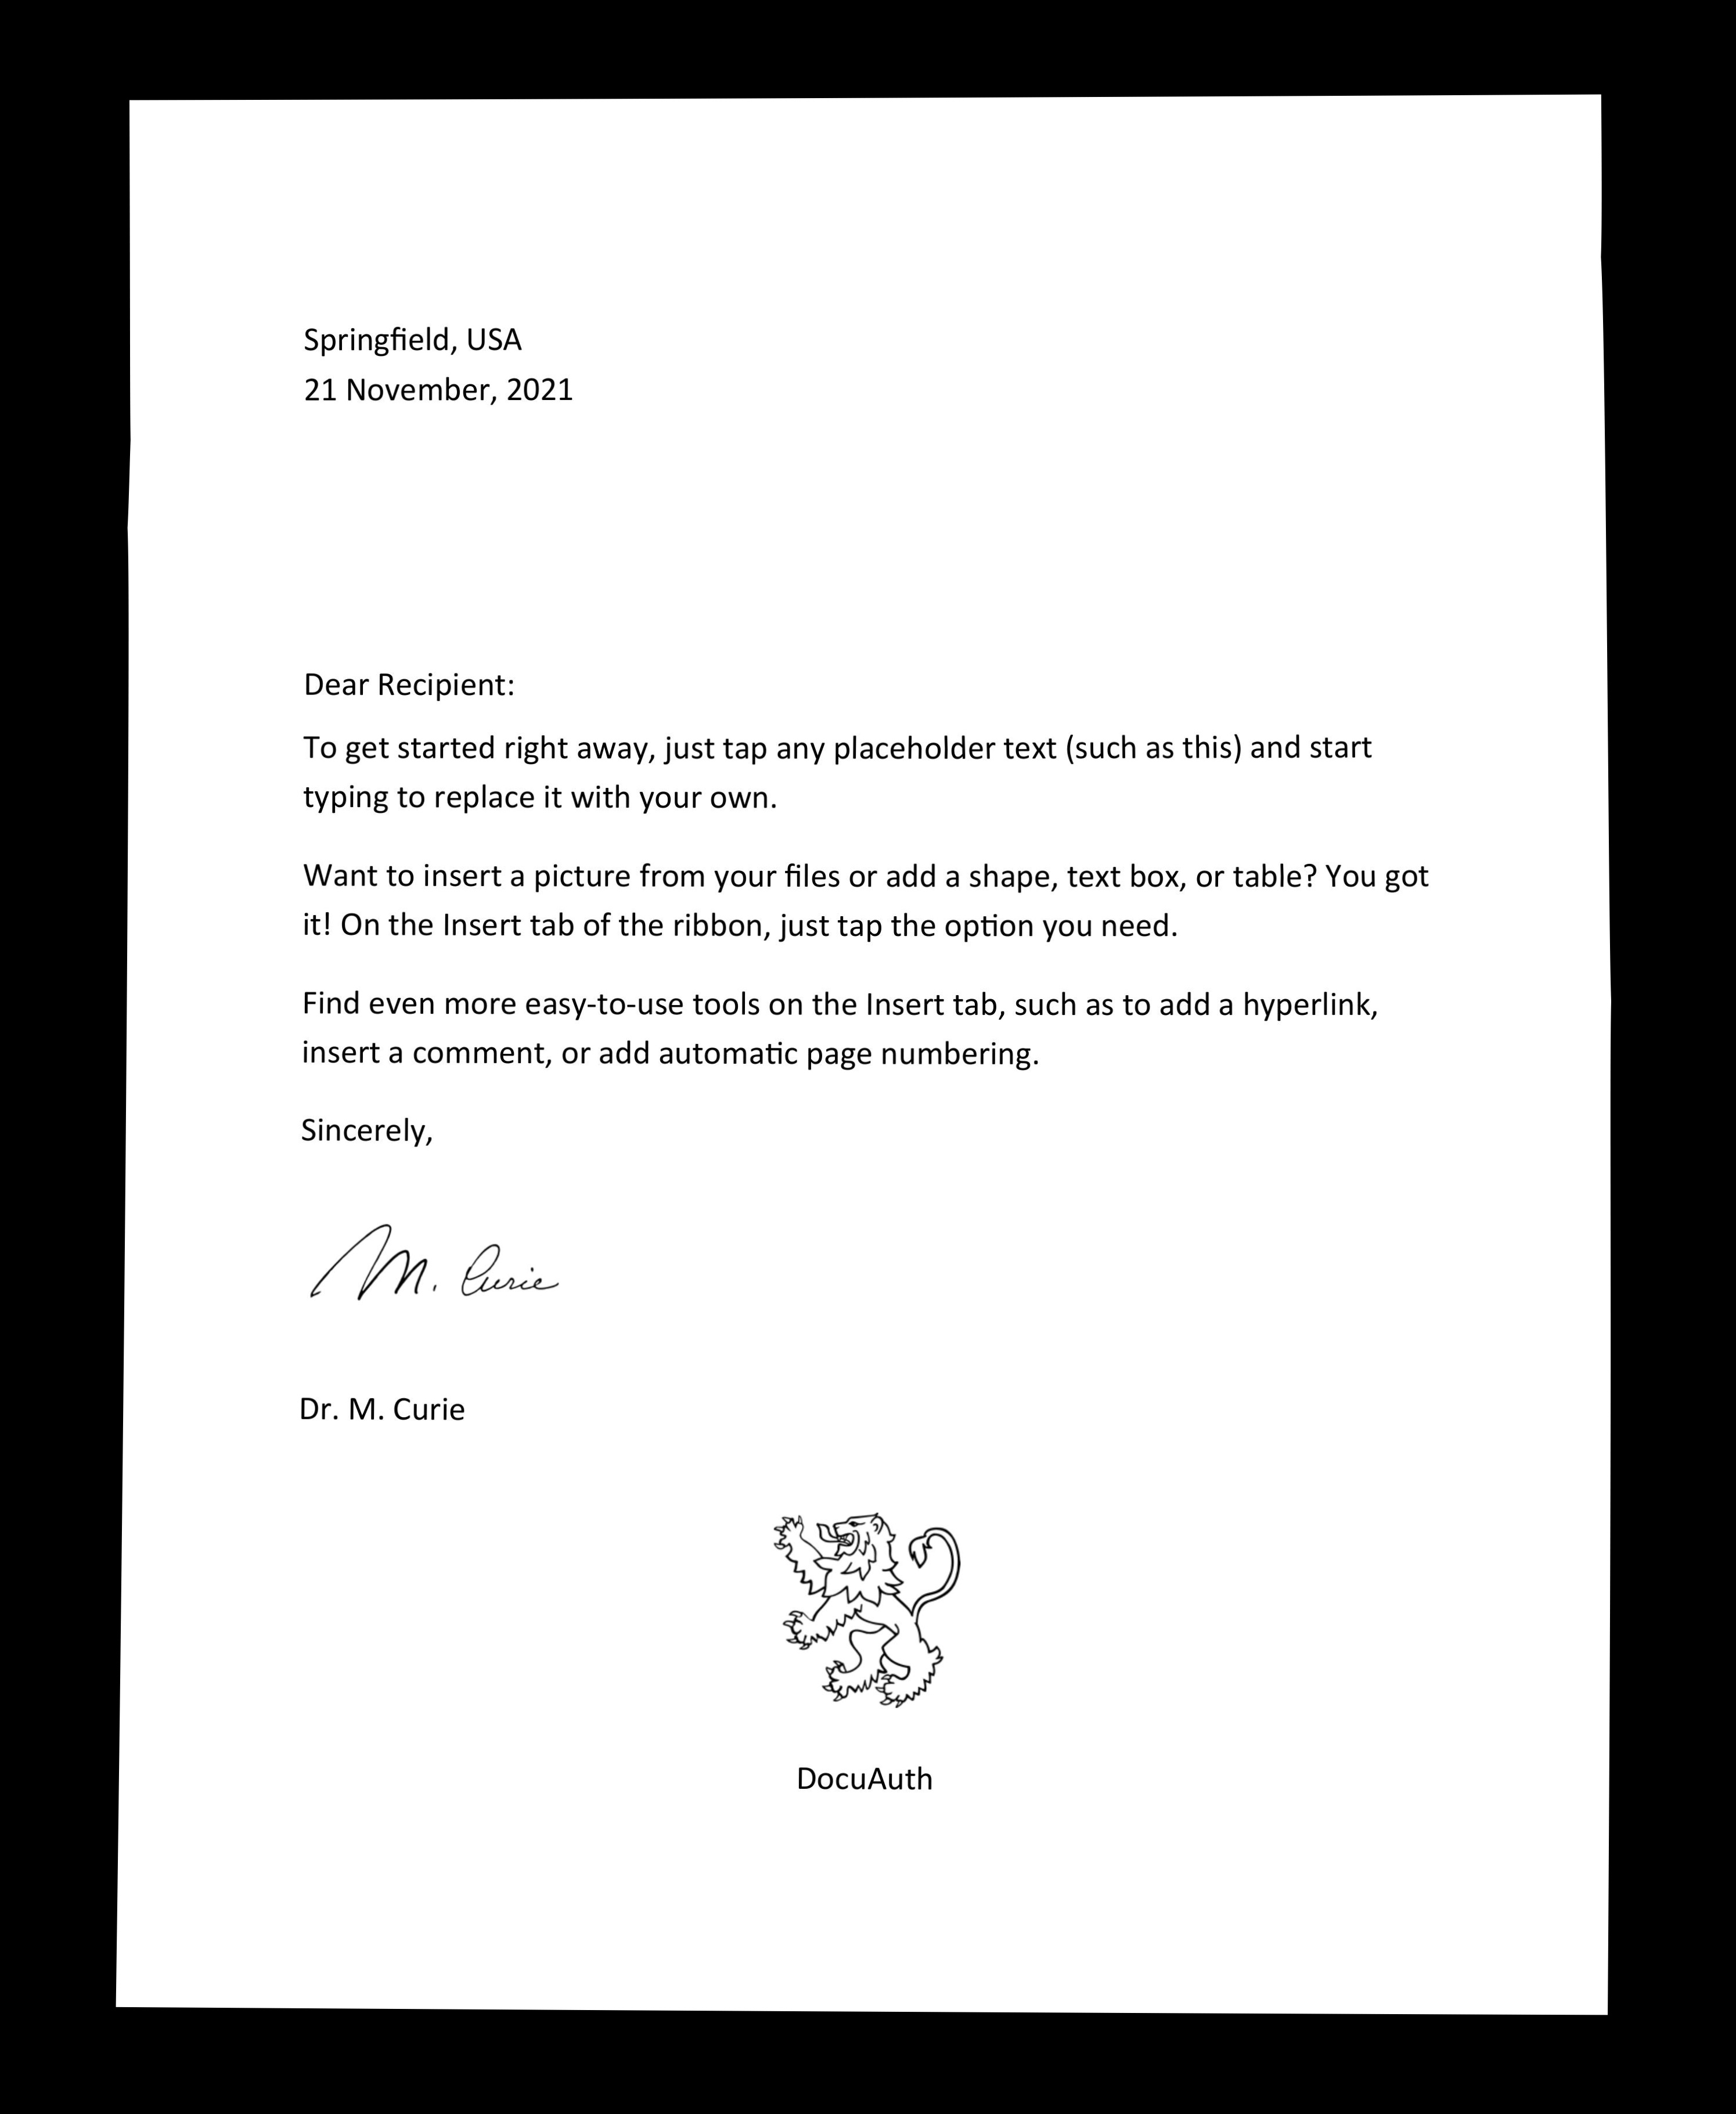 Springfield, USA
21 November, 2021
Dear Recipient:
To get started right away, just tap any placeholder text (such as this) and start
typing to replace it with your own.
Want to insert a picture from your files or add a shape, text box, or table? You got
it! On the Insert tab of the ribbon, just tap the option you need.
Find even more easy-to-use tools on the Insert tab, such as to add a hyperlink,
insert a comment, or add automatic page numbering.
Sincerely,
M. Curie
Dr. M. Curie
DocuAuth